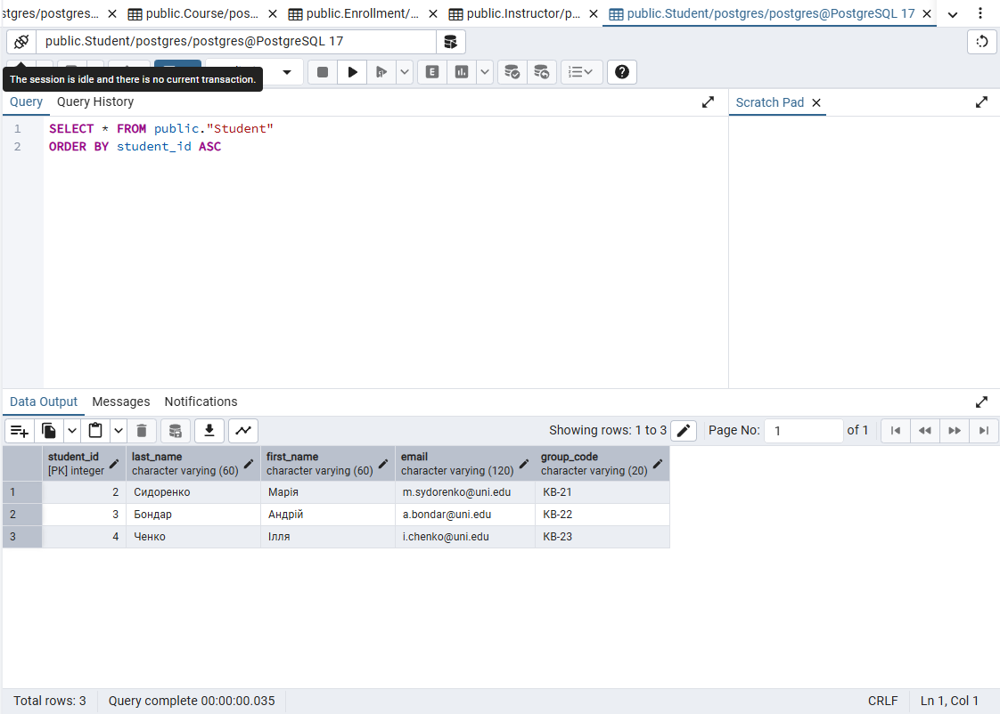 stgres/postgres... public.Course/pos... public.Enrollment/... public.Instructor/p... public.Student/postgres/postgres@PostgreSQL 17
public.Student/postgres/postgres@PostgreSQL 17
The session is idle and there is no current transaction.
E
Query Query History
Scratch Pad
1 SELECT * FROM public."Student"
2 ORDER BY student_id ASC
Data Output Messages Notifications
Showing rows: 1 to 3 Page No: 1 of 1
student_id last_name first_name email group_code
[PK] integer character varying (60) character varying (60) character varying (120) character varying (20)
1 2 Сидоренко Марія m.sydorenko@uni.edu КВ-21
2 3 Бондар Андрій a.bondar@uni.edu КВ-22
3 4 Ченко Ілля i.chenko@uni.edu КВ-23
Total rows: 3 Query complete 00:00:00.035 CRLF Ln 1, Col 1